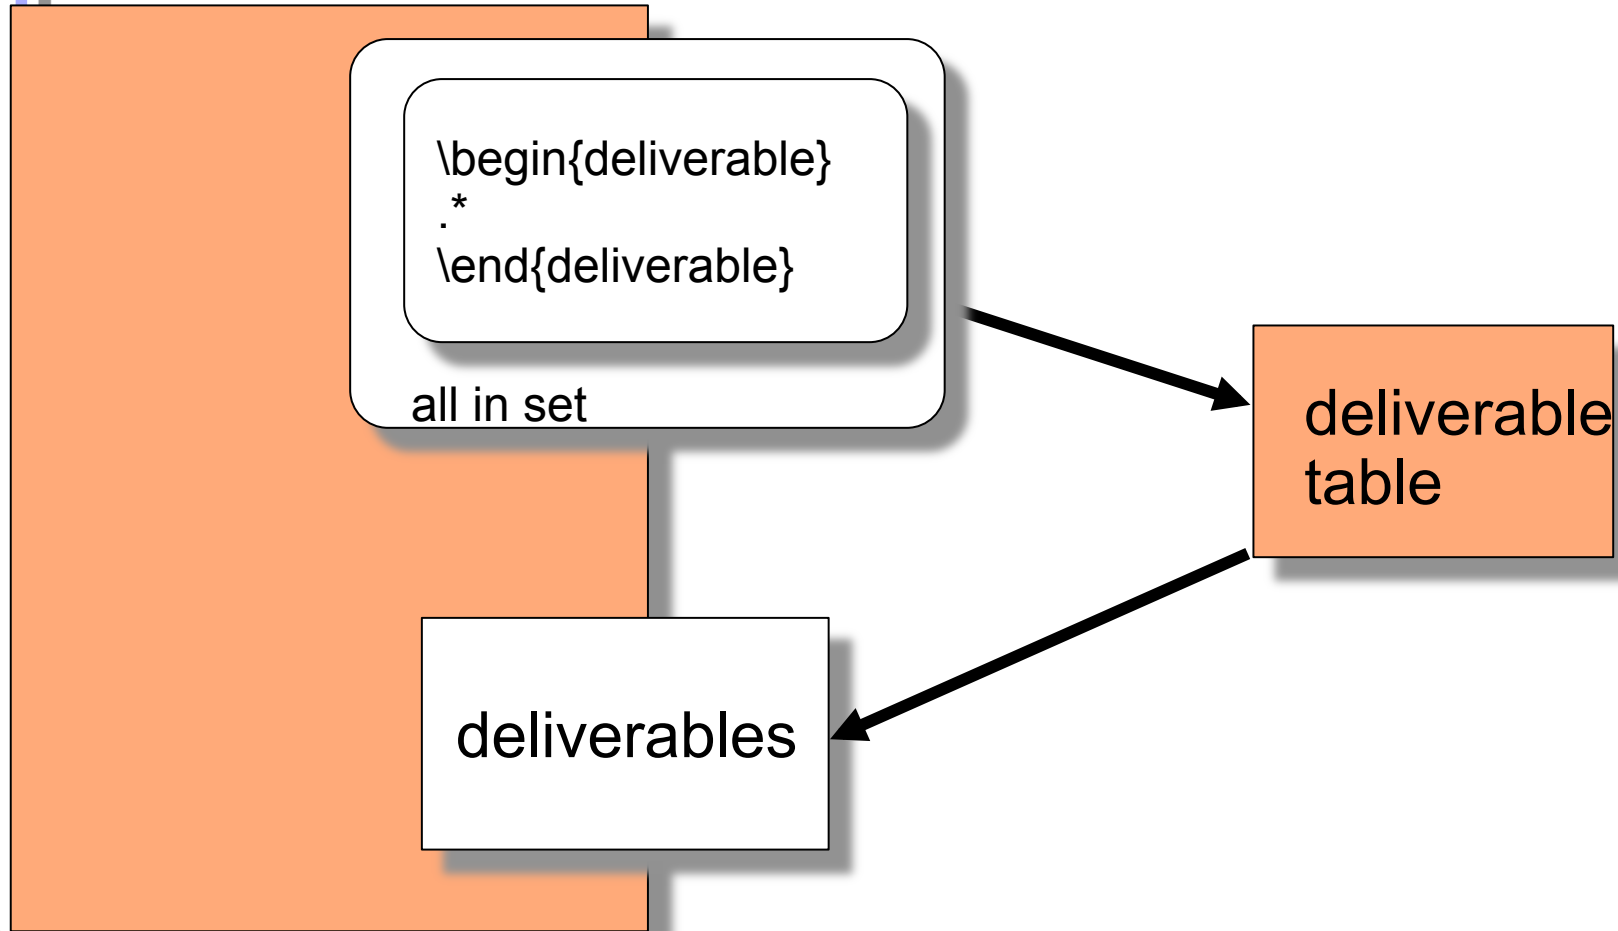 \begin{deliverable}
.*
\end{deliverable}
all in set
deliverable
table
deliverables